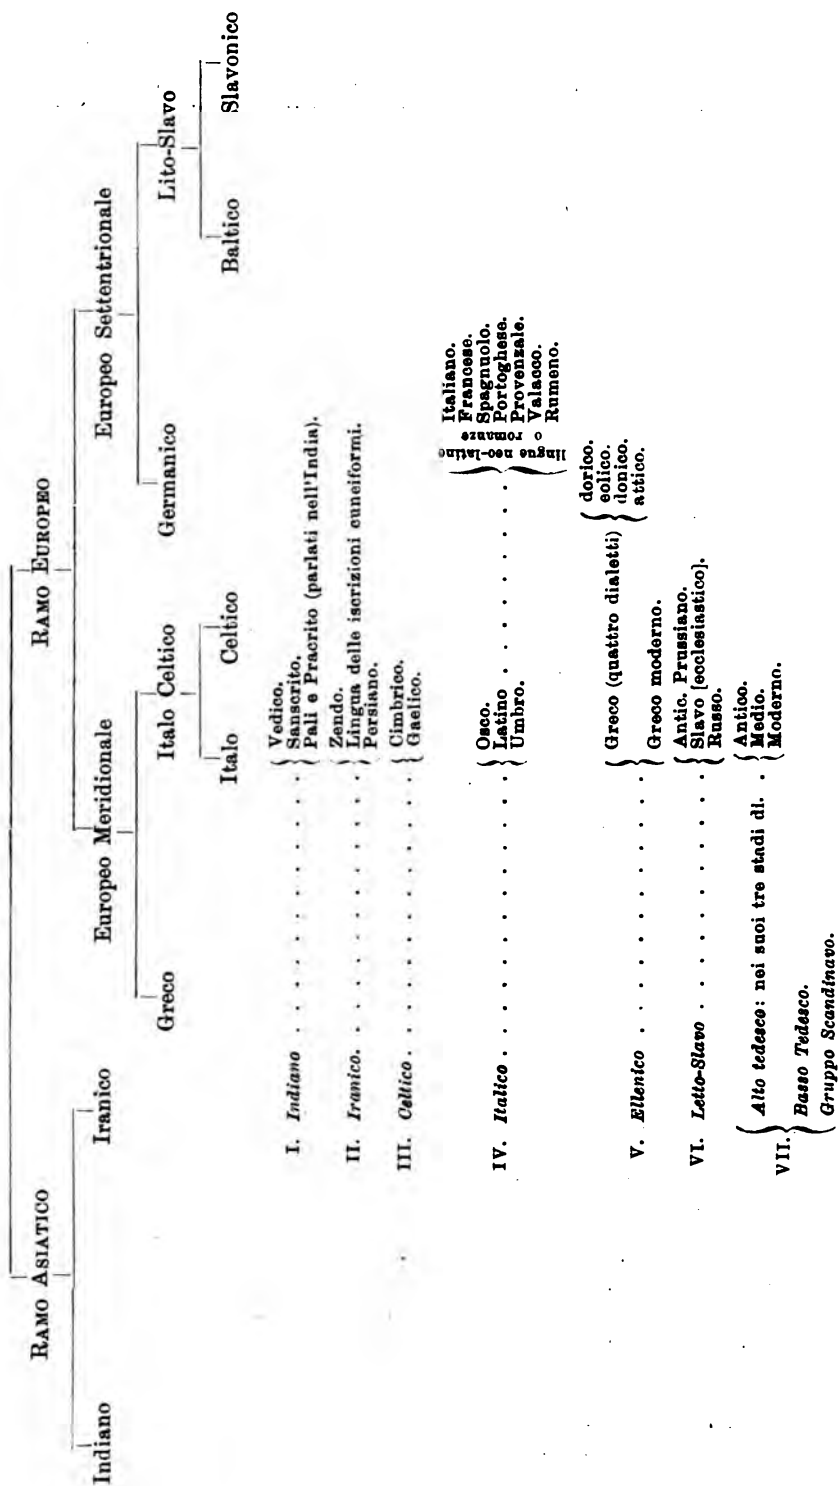 RAMO ASIATICO RAMO EUROPEO
Indiano Iranico Europeo Meridionale Europeo Settentrionale
Greco Italo Celtico Germanico Lito-Slavo
Italo Celtico Baltico Slavonico
I. Indiano . . . . . . . . . . . { Vedico.
Sanscrito.
Pali e Pracrito (parlati nell'India).
II. Iranico. . . . . . . . . . . { Zendo.
Lingua delle iscrizioni cuneiformi.
Persiano.
III. Celtico . . . . . . . . . . . { Cimbrico.
Gaelico.
IV. Italico . . . . . . . . . . . { Osco.
Latino . . . . . . . . { lingue neo-latine o romanze
Umbro.
Italiano.
Francese.
Spagnuolo.
Portoghese.
Provenzale.
Valacco.
Rumeno.
V. Ellenico . . . . . . . . . . { Greco (quattro dialetti) { dorico.
eolico.
ionico.
attico.
Greco moderno.
VI. Letto-Slavo . . . . . . . . . { Antic. Prussiano.
Slavo [ecclesiastico].
Russo.
VII. { Alto tedesco: nei suoi tre stadi di. . { Antico.
Medio.
Moderno.
Basso Tedesco.
Gruppo Scandinavo.